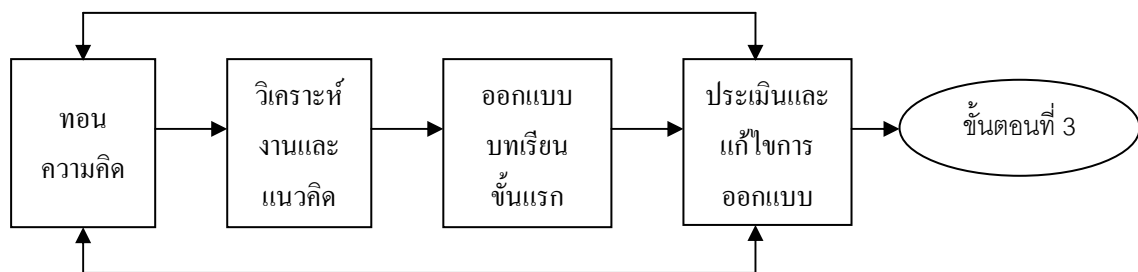 ทอน
ความคิด
วิเคราะห์
งานและ
แนวคิด
ออกแบบ
บทเรียน
ขั้นแรก
ประเมินและ
แก้ไขการ
ออกแบบ
ขั้นตอนที่ 3